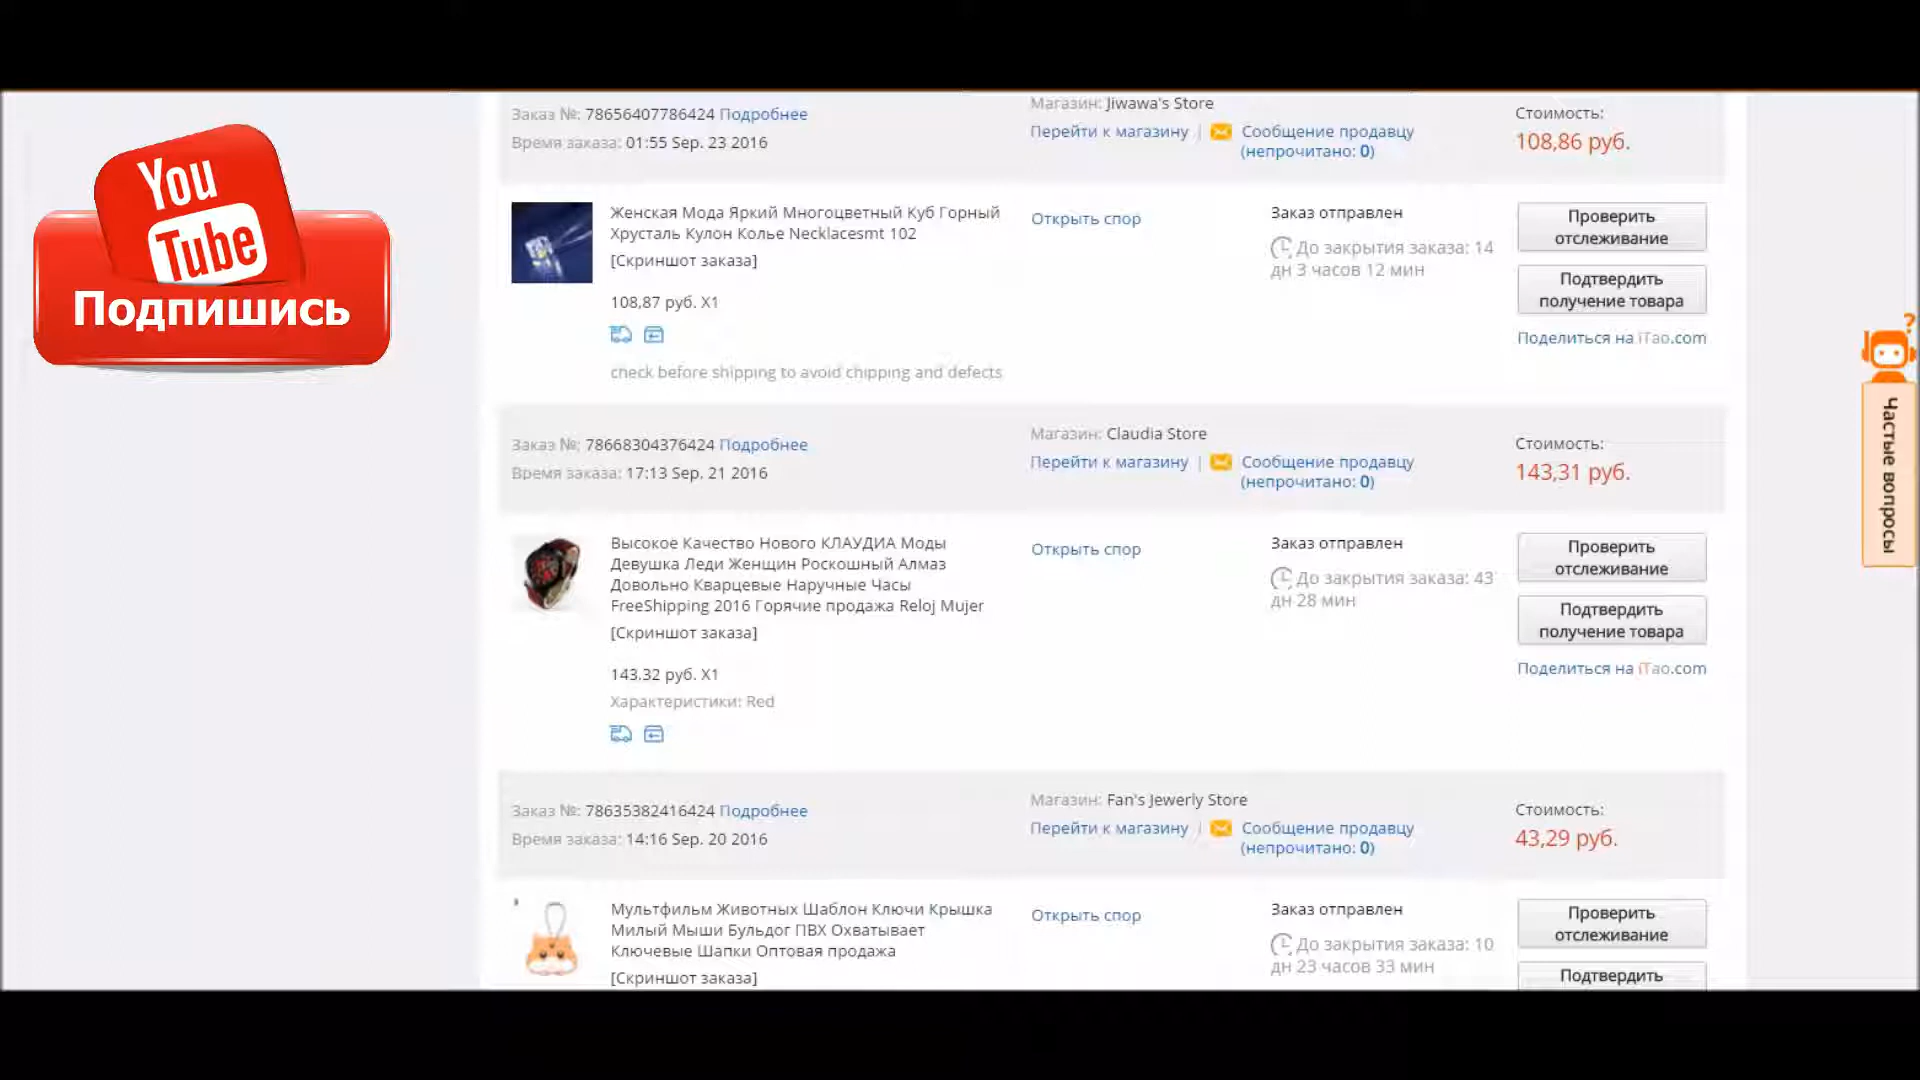 You
Tube
Подпишись
Заказ №: 78656407786424 Подробнее
Время заказа: 01:55 Sep. 23 2016
Магазин: Jiwawa's Store
Перейти к магазину | Сообщение продавцу
(непрочитано: 0)
Стоимость:
108,86 руб.
Женская Мода Яркий Многоцветный Куб Горный
Хрусталь Кулон Колье Necklacesmt 102
[Скриншот заказа]
108,87 руб. X1
check before shipping to avoid chipping and defects
Открыть спор
Заказ отправлен
До закрытия заказа: 14
дн 3 часов 12 мин
Проверить
отслеживание
Подтвердить
получение товара
Поделиться на iTao.com
Заказ №: 78668304376424 Подробнее
Время заказа: 17:13 Sep. 21 2016
Магазин: Claudia Store
Перейти к магазину | Сообщение продавцу
(непрочитано: 0)
Стоимость:
143,31 руб.
Высокое Качество Нового КЛАУДИА Моды
Девушка Леди Женщин Роскошный Алмаз
Довольно Кварцевые Наручные Часы
FreeShipping 2016 Горячие продажа Reloj Mujer
[Скриншот заказа]
143,32 руб. X1
Характеристики: Red
Открыть спор
Заказ отправлен
До закрытия заказа: 43
дн 28 мин
Проверить
отслеживание
Подтвердить
получение товара
Поделиться на iTao.com
Заказ №: 78635382416424 Подробнее
Время заказа: 14:16 Sep. 20 2016
Магазин: Fan's Jewerly Store
Перейти к магазину | Сообщение продавцу
(непрочитано: 0)
Стоимость:
43,29 руб.
Мультфильм Животных Шаблон Ключи Крышка
Милый Мыши Бульдог ПВХ Охватывает
Ключевые Шапки Оптовая продажа
[Скриншот заказа]
Открыть спор
Заказ отправлен
До закрытия заказа: 10
дн 23 часов 33 мин
Проверить
отслеживание
Подтвердить
?
Частые вопросы